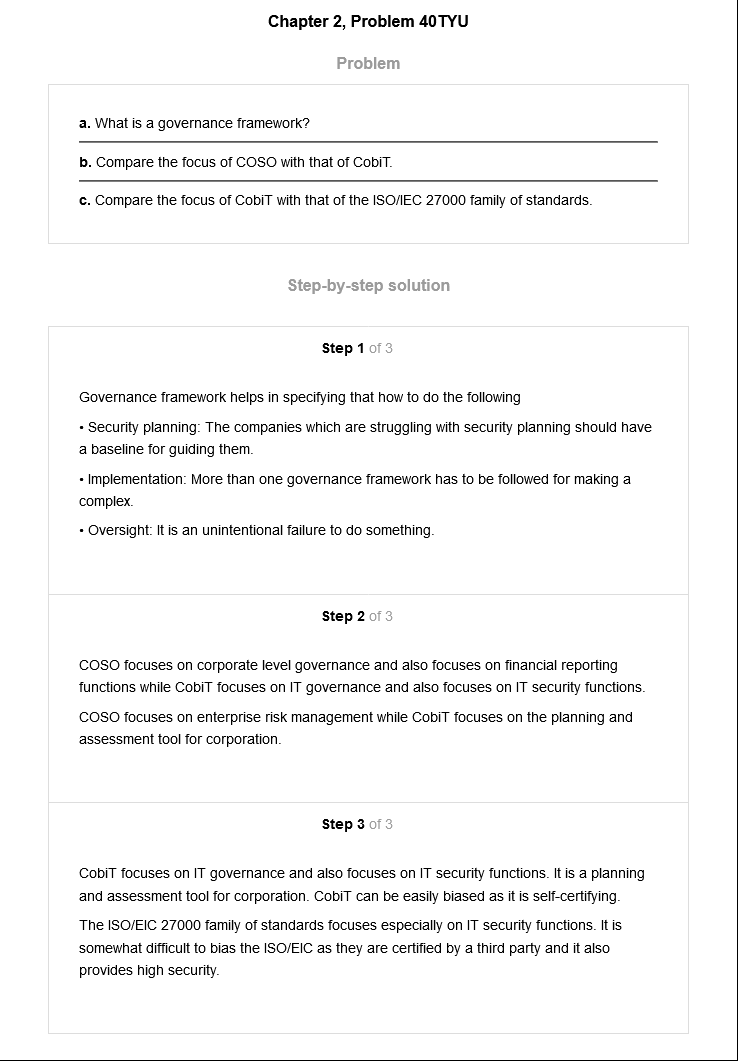 Chapter 2, Problem 40TYU
Problem
a. What is a governance framework?
b. Compare the focus of COSO with that of CobiT.
c. Compare the focus of CobiT with that of the ISO/IEC 27000 family of standards.
Step-by-step solution
Step 1 of 3
Governance framework helps in specifying that how to do the following
• Security planning: The companies which are struggling with security planning should have
a baseline for guiding them.
• Implementation: More than one governance framework has to be followed for making a
complex.
• Oversight: It is an unintentional failure to do something.
Step 2 of 3
COSO focuses on corporate level governance and also focuses on financial reporting
functions while CobiT focuses on IT governance and also focuses on IT security functions.
COSO focuses on enterprise risk management while CobiT focuses on the planning and
assessment tool for corporation.
Step 3 of 3
CobiT focuses on IT governance and also focuses on IT security functions. It is a planning
and assessment tool for corporation. CobiT can be easily biased as it is self-certifying.
The ISO/EIC 27000 family of standards focuses especially on IT security functions. It is
somewhat difficult to bias the ISO/EIC as they are certified by a third party and it also
provides high security.